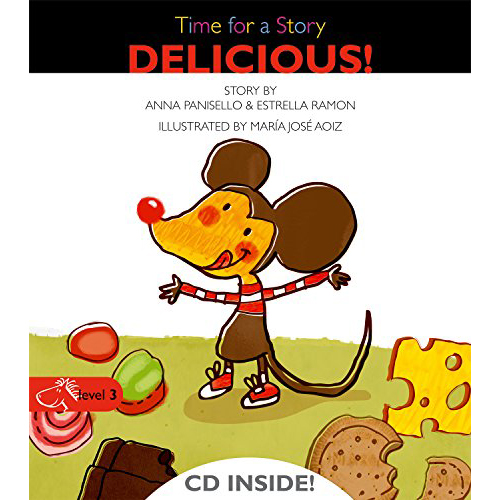 Time for a Story
DELICIOUS!
STORY BY
ANNA PANISELLO & ESTRELLA RAMON
ILLUSTRATED BY MARÍA JOSÉ AOIZ
level 3
CD INSIDE!